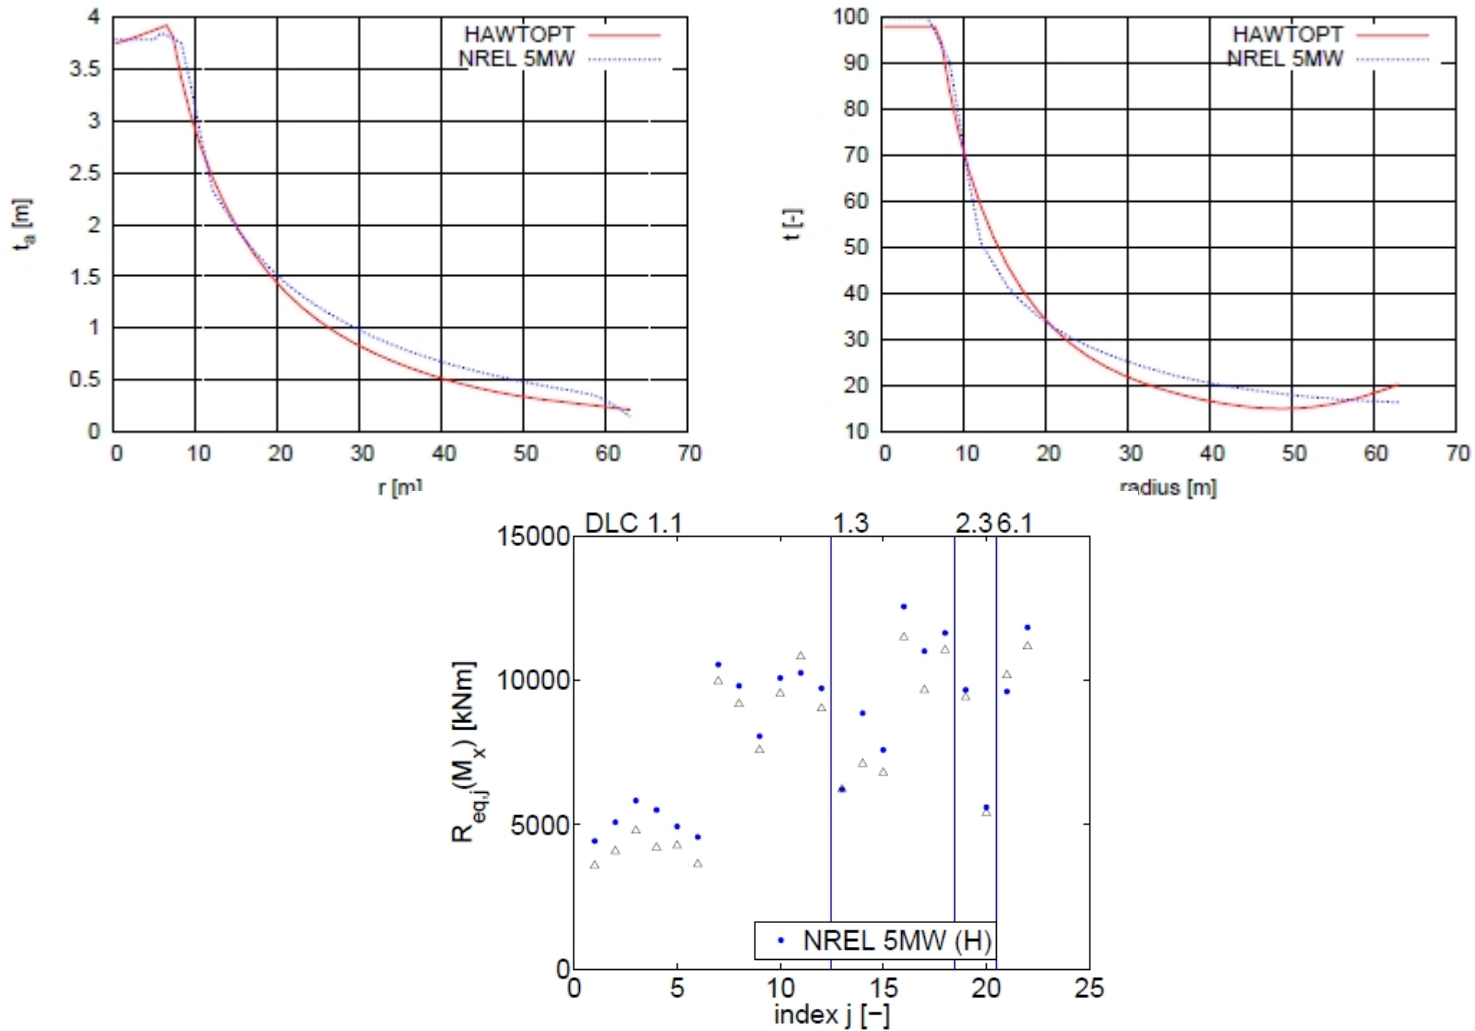 HAWTOPT
NREL 5MW
4
3.5
3
2.5
2
1.5
1
0.5
0
0 10 20 30 40 50 60 70
t_a [m]
r [m]
HAWTOPT
NREL 5MW
100
90
80
70
60
50
40
30
20
10
0 10 20 30 40 50 60 70
t [-]
radius [m]
DLC 1.1 1.3 2.3 6.1
15000
10000
5000
0
R_eq,j(M_x) [kNm]
NREL 5MW (H)
0 5 10 15 20 25
index j [−]